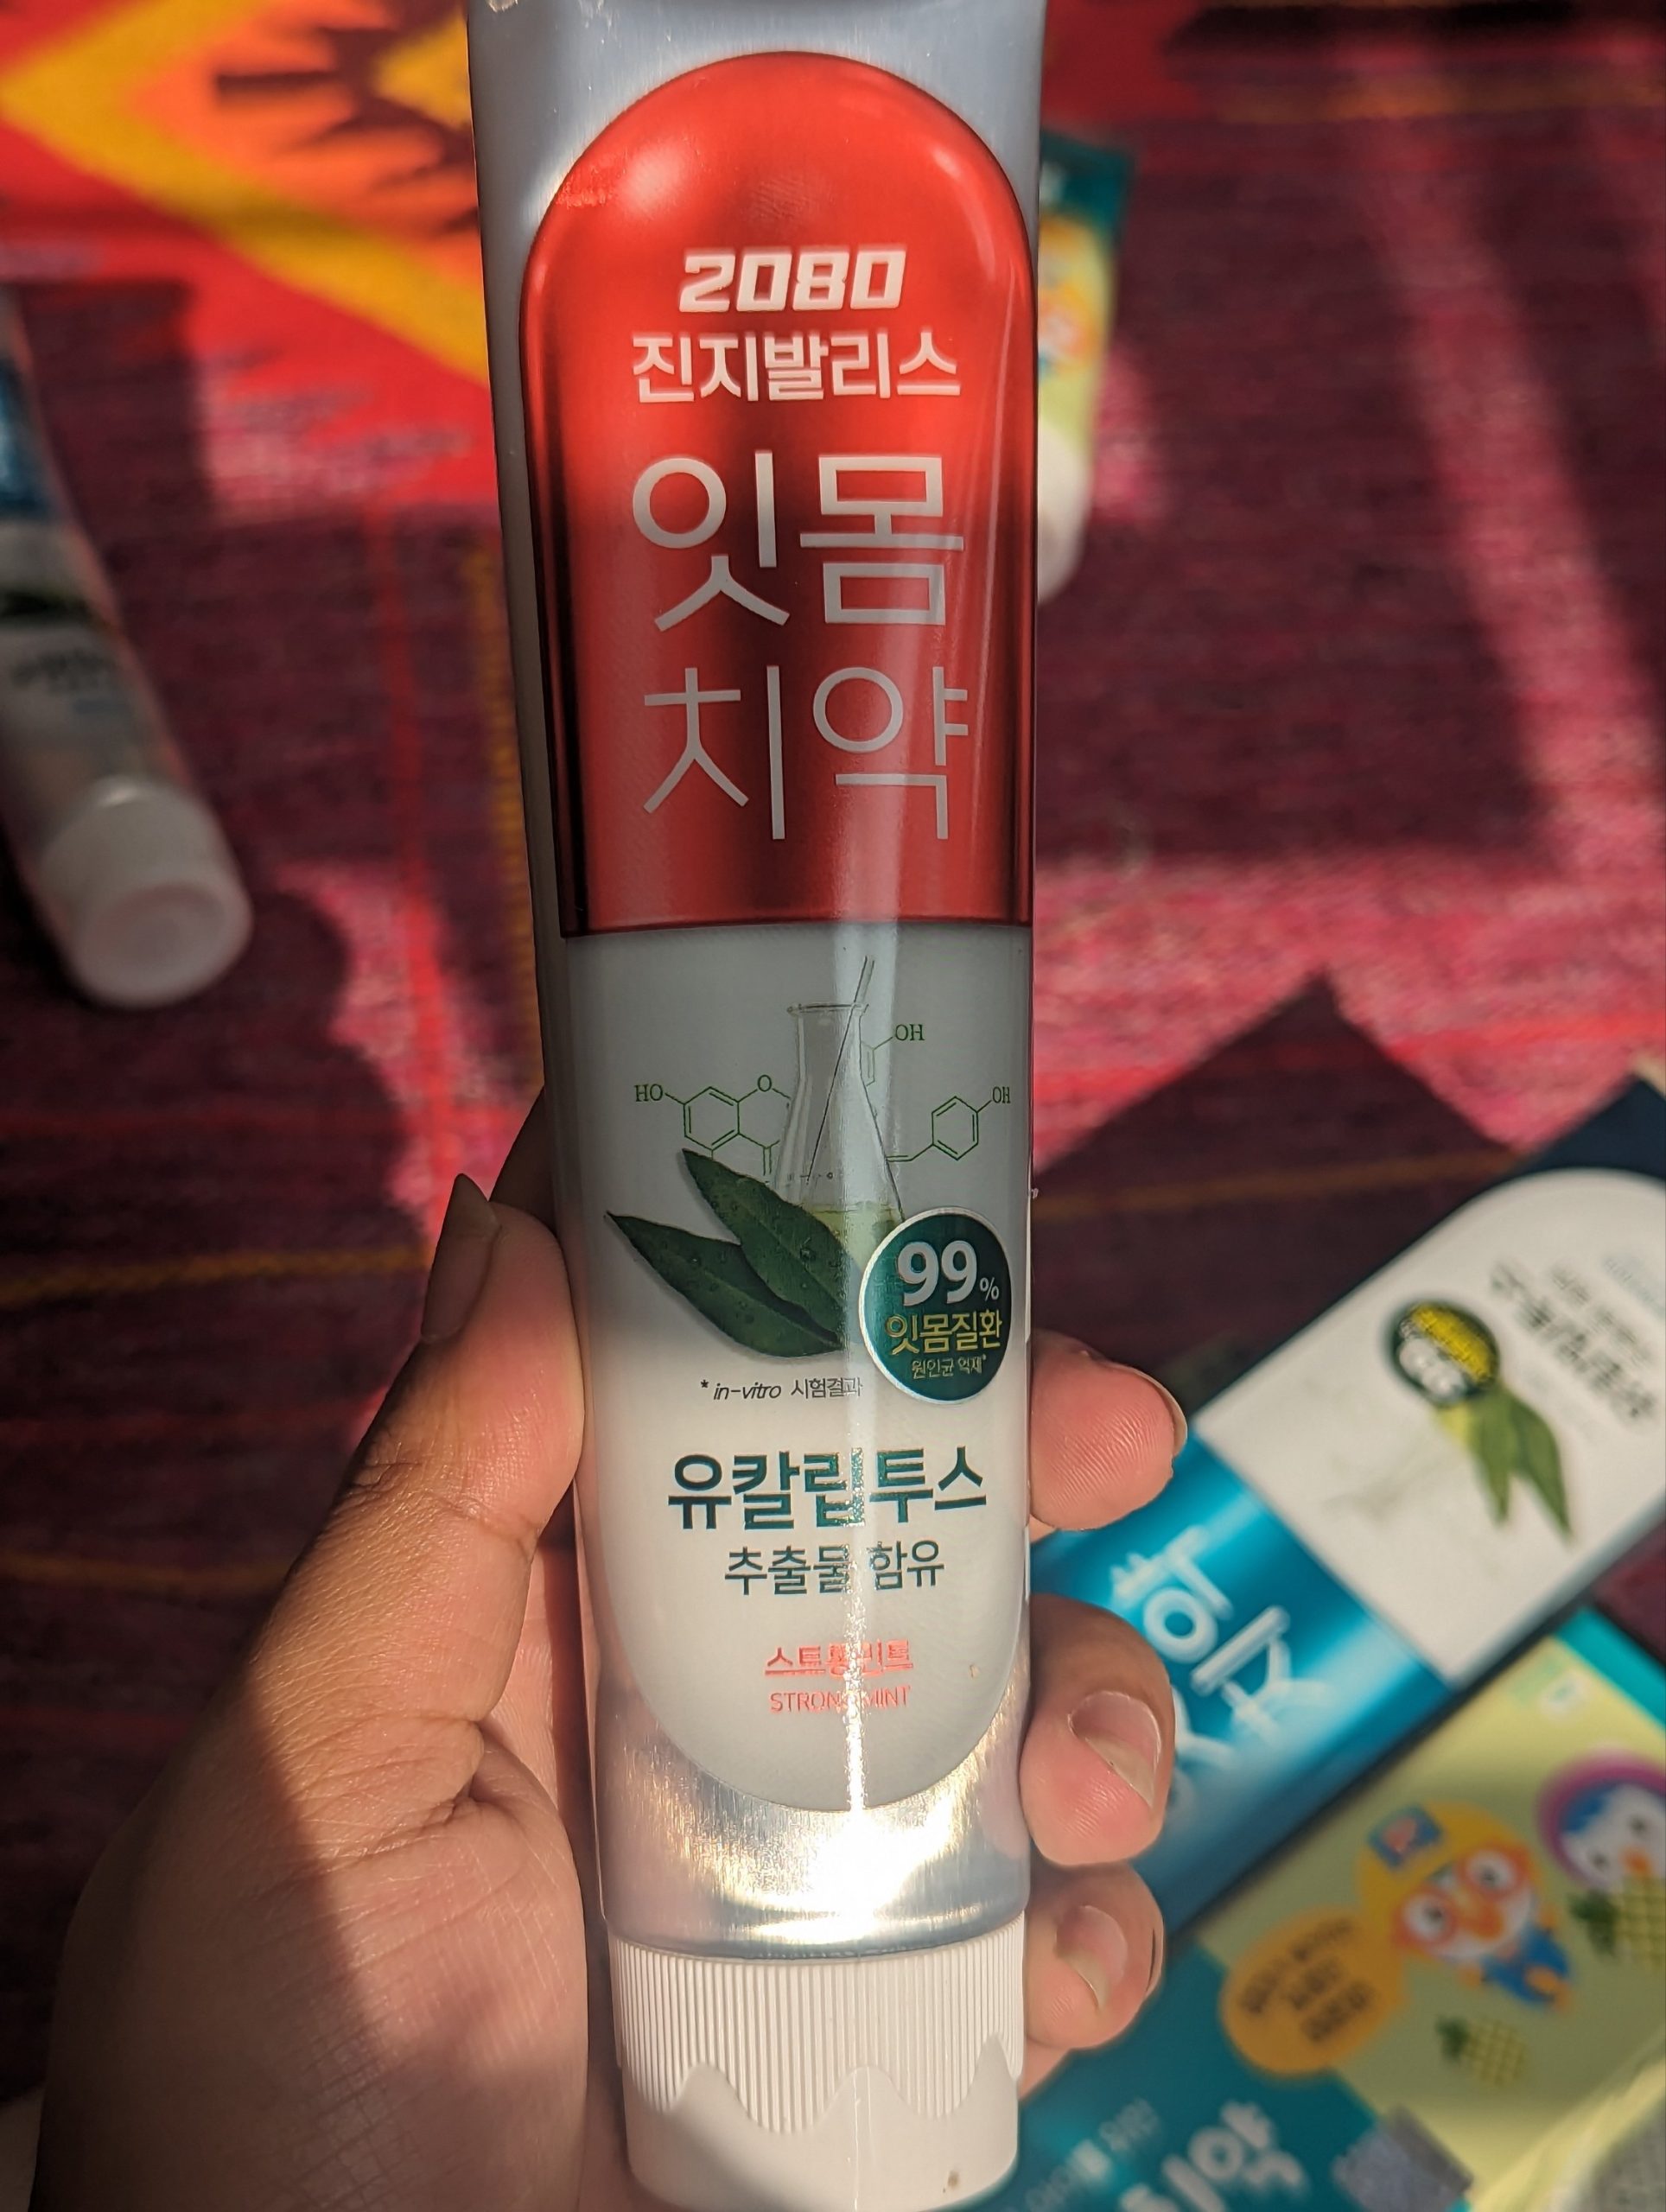 2080
진지발리스
잇몸
치약
OH
HO
O
OH
99%
잇몸질환
원인균 억제*
* in-vitro 시험결과
유칼립투스
추출물 함유
스트롱민트
STRONG MINT